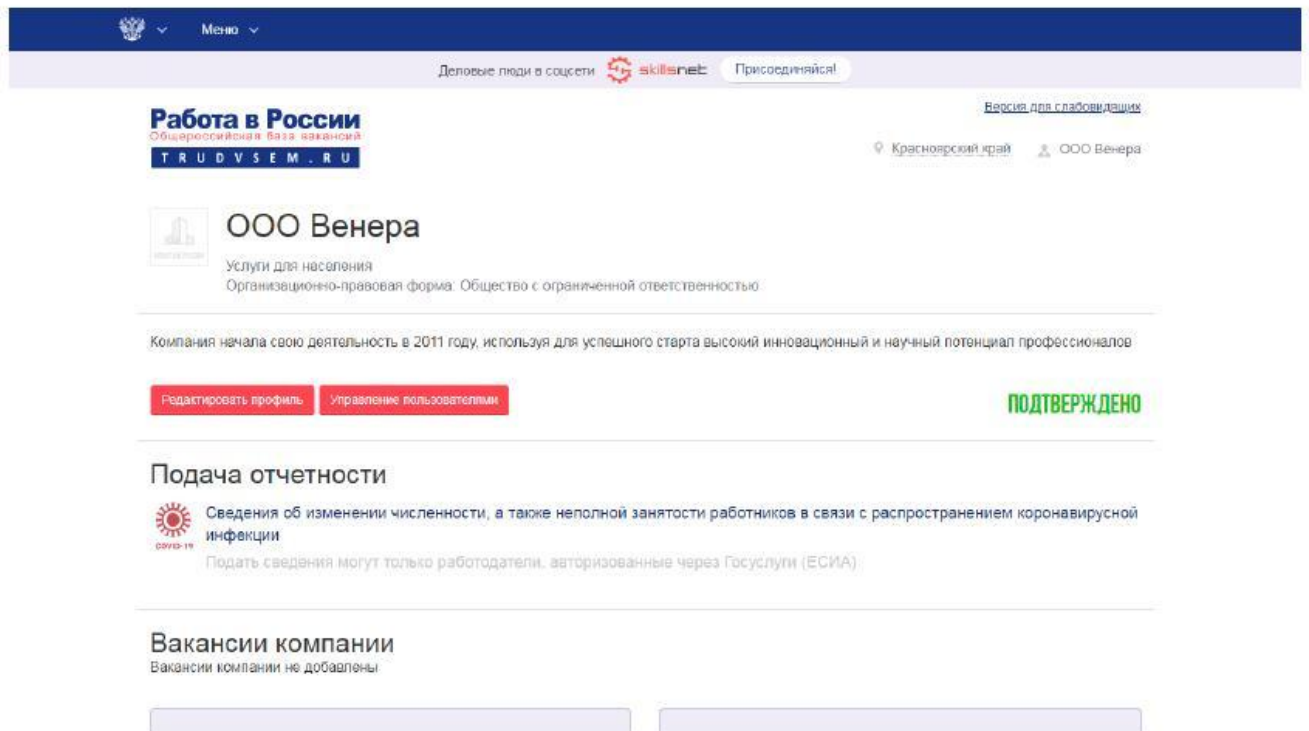 Меню
Деловые люди в соцсети skillsnet Присоединяйся!
Версия для слабовидящих
Работа в России
Общероссийская база вакансий
TRUDVSEM.RU
Красноярский край ООО Венера
ООО Венера
Услуги для населения
Организационно-правовая форма: Общество с ограниченной ответственностью
Компания начала свою деятельность в 2011 году, используя для успешного старта высокий инновационный и научный потенциал профессионалов
Редактировать профиль Управление пользователями ПОДТВЕРЖДЕНО
Подача отчетности
Сведения об изменении численности, а также неполной занятости работников в связи с распространением коронавирусной
инфекции
COVID-19
Подать сведения могут только работодатели, авторизованные через Госуслуги (ЕСИА)
Вакансии компании
Вакансии компании не добавлены